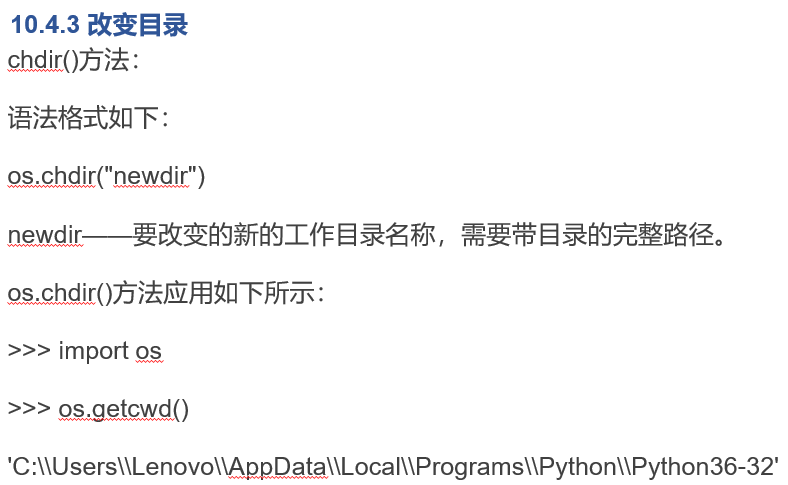 10.4.3 改变目录
chdir()方法：
语法格式如下：
os.chdir("newdir")
newdir——要改变的新的工作目录名称，需要带目录的完整路径。
os.chdir()方法应用如下所示：
>>> import os
>>> os.getcwd()
'C:\\Users\\Lenovo\\AppData\\Local\\Programs\\Python\\Python36-32'